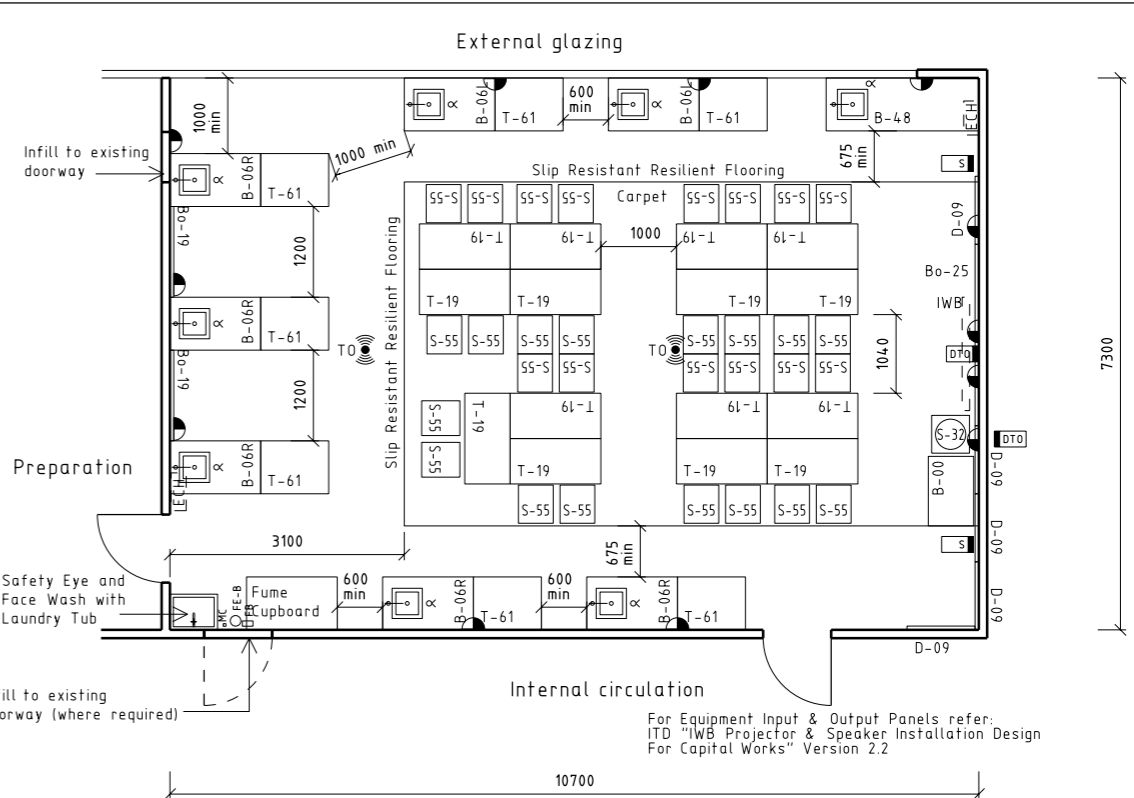 External glazing
1000 min
600 min
B-06L
T-61
B-06L
T-61
B-48
TECH
Infill to existing
doorway
1000 min
675 min
S
Slip Resistant Resilient Flooring
Carpet
B-06R
T-61
Bo-19
1200
B-06R
T-61
Bo-19
1200
B-06R
T-61
TECH
Slip Resistant Resilient Flooring
S-55 S-55 S-55 S-55 S-55 S-55 S-55 S-55
T-19 T-19 T-19 T-19
1000
T-19 T-19 T-19 T-19
S-55 S-55 S-55 S-55 S-55 S-55 S-55 S-55
TO
TO
S-55 S-55 S-55 S-55 S-55 S-55
1040
S-55
S-55
T-19
T-19 T-19 T-19
T-19 T-19 T-19
S-55 S-55 S-55 S-55 S-55 S-55
D-09
Bo-25
IWB
DTO
S-32
DTO
B-00
D-09
S
D-09
D-09
D-09
7300
Preparation
3100
675 min
Safety Eye and
Face Wash with
Laundry Tub
MC
FE-B
FB
Fume
Cupboard
600 min
B-06R
T-61
600 min
B-06R
T-61
ill to existing
orway (where required)
Internal circulation
For Equipment Input & Output Panels refer:
ITD "IWB Projector & Speaker Installation Design
For Capital Works" Version 2.2
10700